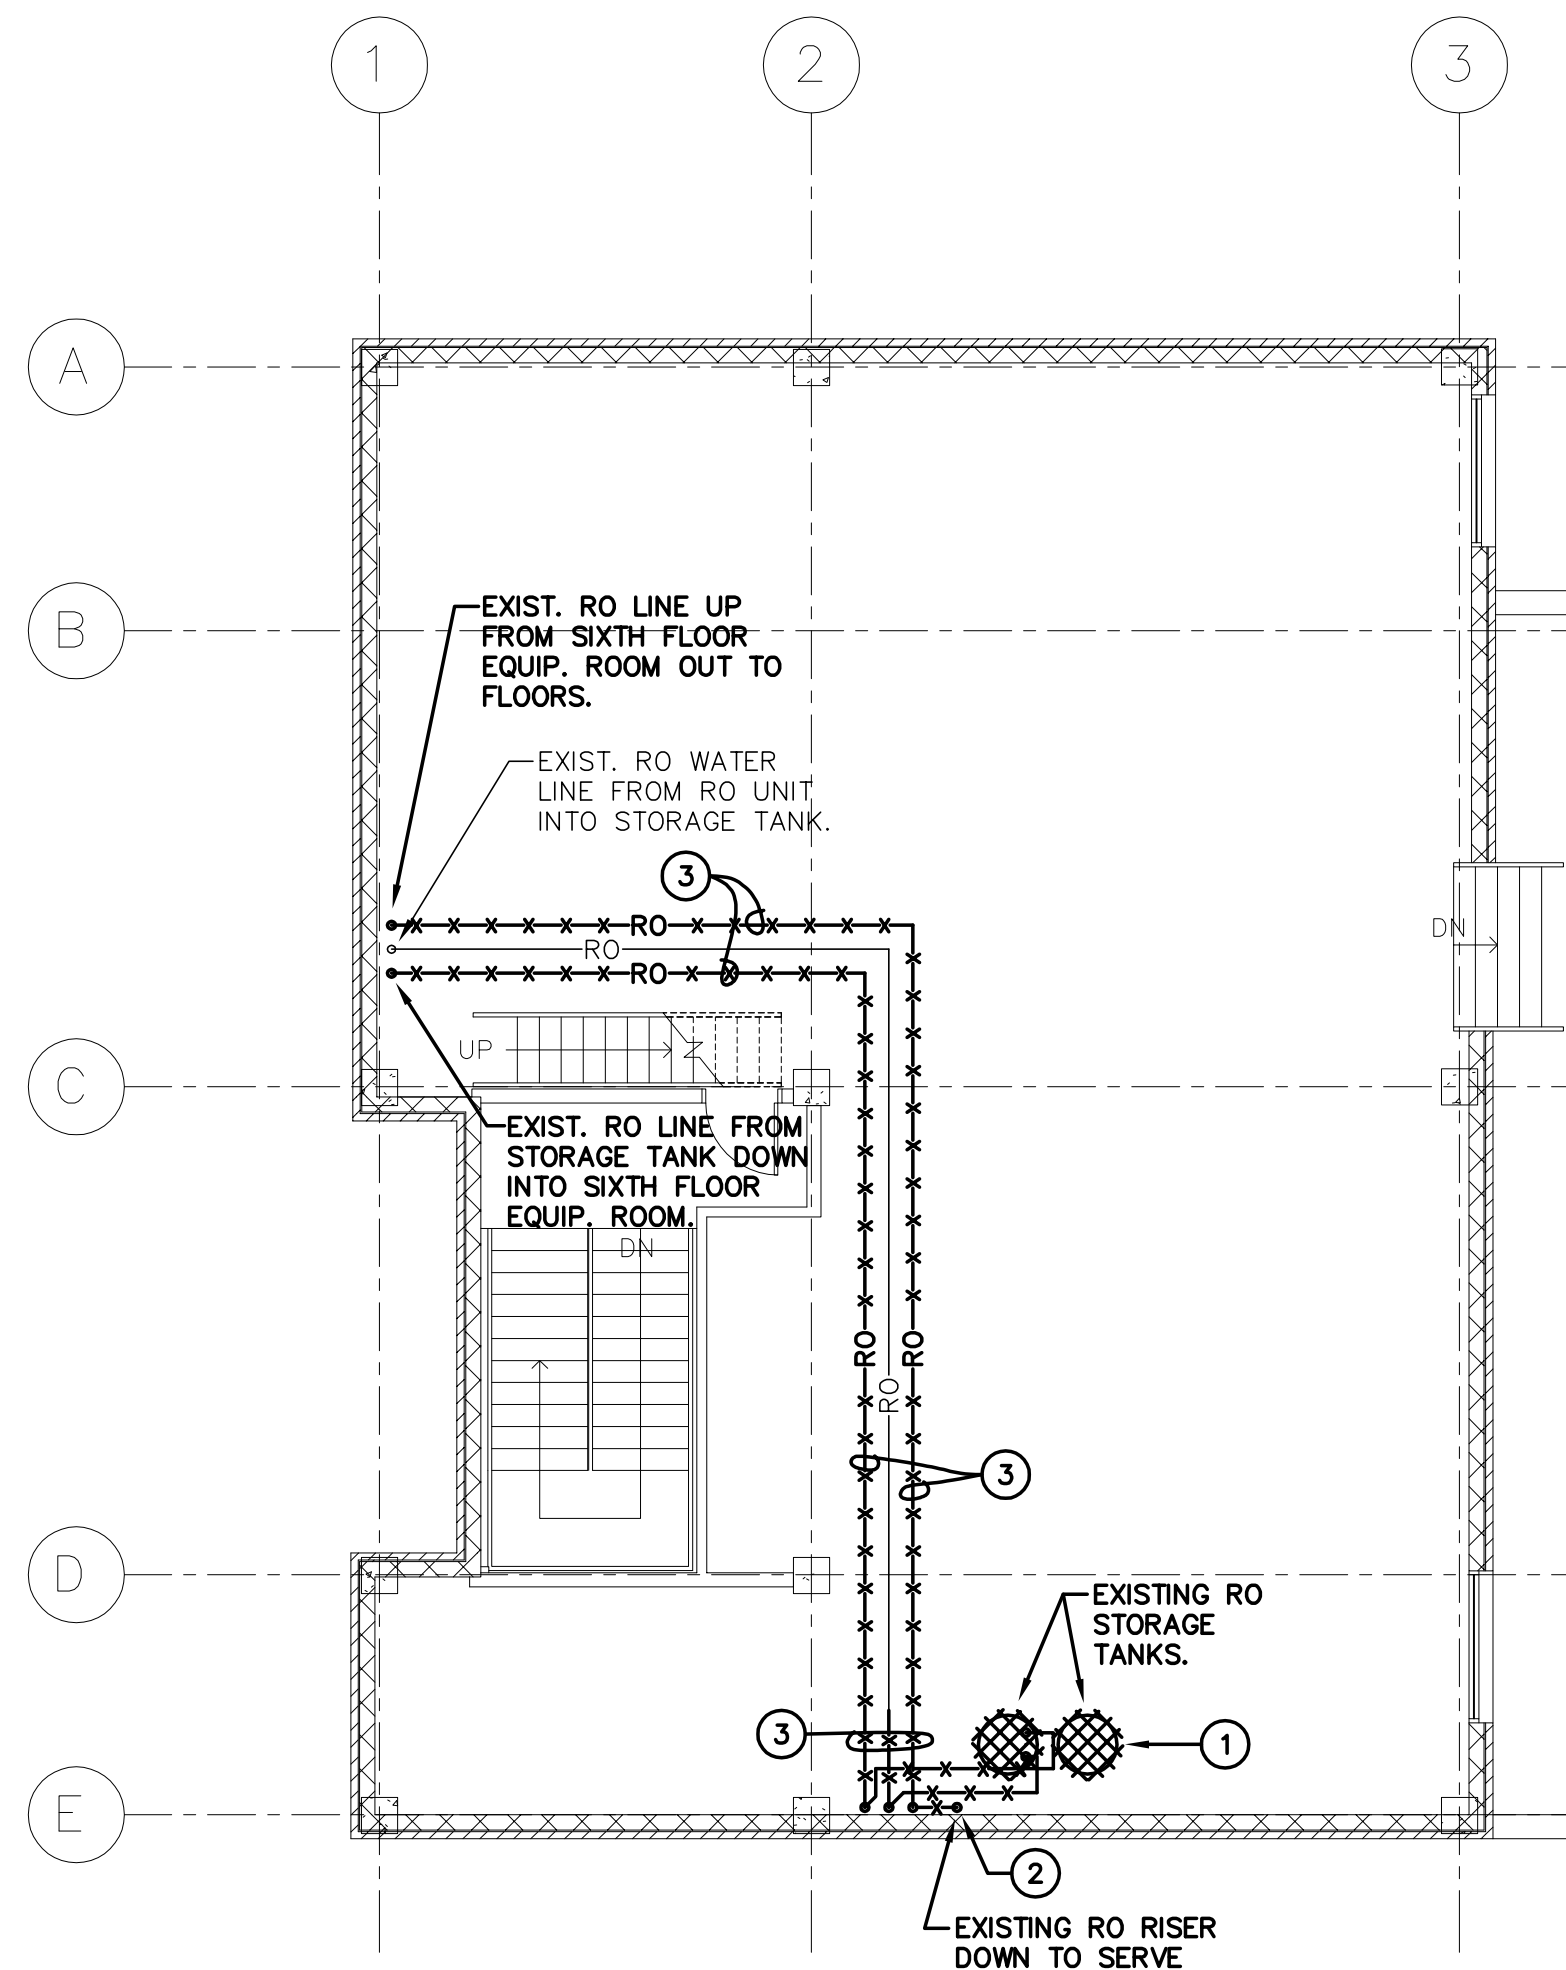 1
2
3
A
B
EXIST. RO LINE UP
FROM SIXTH FLOOR
EQUIP. ROOM OUT TO
FLOORS.
EXIST. RO WATER
LINE FROM RO UNIT
INTO STORAGE TANK.
3
RO
RO
RO
DN
UP
C
EXIST. RO LINE FROM
STORAGE TANK DOWN
INTO SIXTH FLOOR
EQUIP. ROOM.
DN
RO
RO
RO
3
D
EXISTING RO
STORAGE
TANKS.
3
1
E
2
EXISTING RO RISER
DOWN TO SERVE